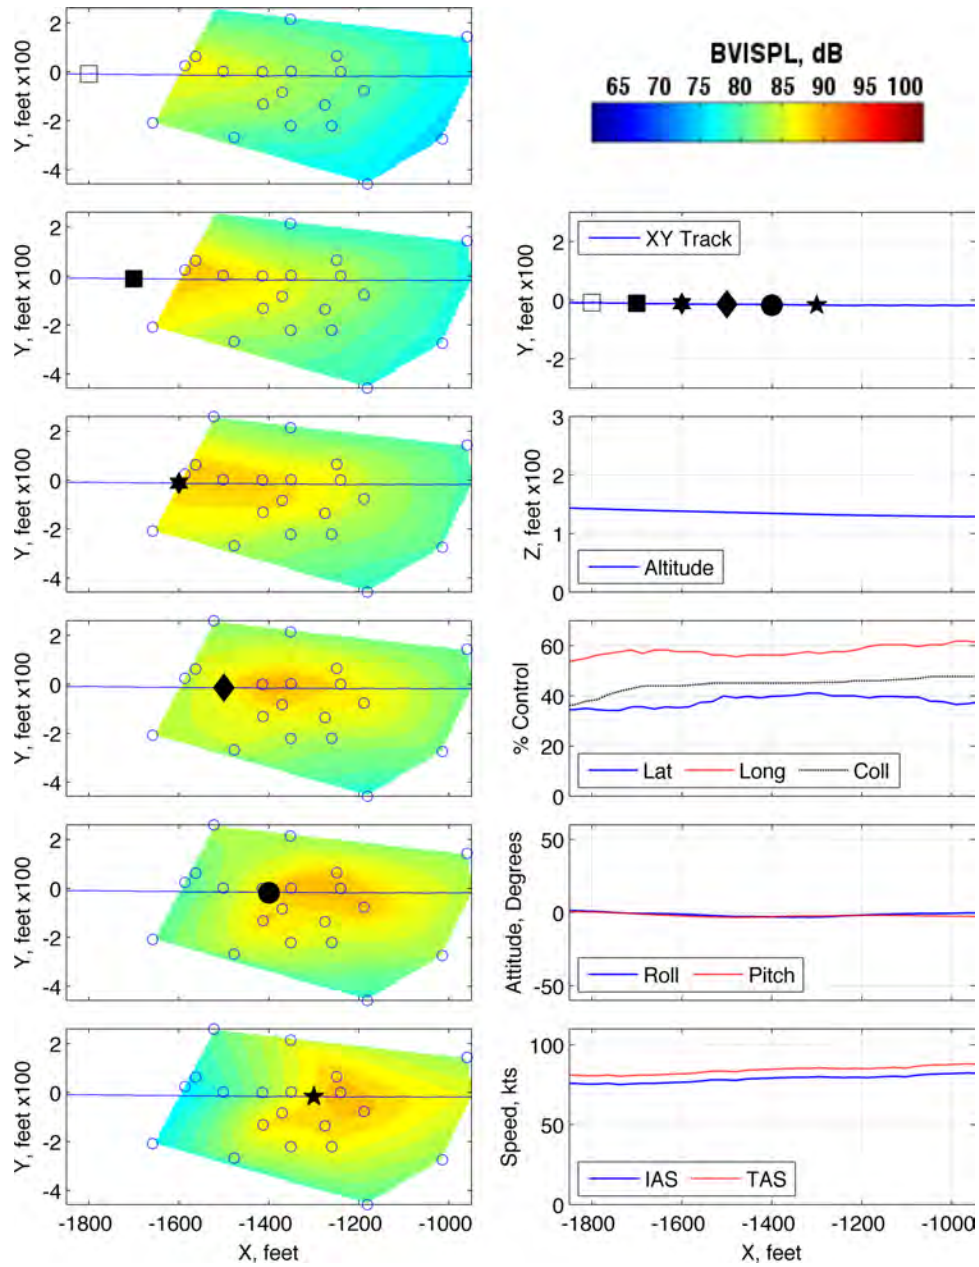 BVISPL, dB
65 70 75 80 85 90 95 100
2
0
-2
-4
Y, feet x100
2
0
-2
-4
Y, feet x100
XY Track
2
0
-2
Y, feet x100
2
0
-2
-4
Y, feet x100
3
2
1
0
Z, feet x100
Altitude
2
0
-2
-4
Y, feet x100
60
40
20
0
% Control
Lat Long Coll
2
0
-2
-4
Y, feet x100
50
0
-50
Attitude, Degrees
Roll Pitch
2
0
-2
-4
Y, feet x100
-1800 -1600 -1400 -1200 -1000
X, feet
100
50
0
Speed, kts
IAS TAS
-1800 -1600 -1400 -1200 -1000
X, feet